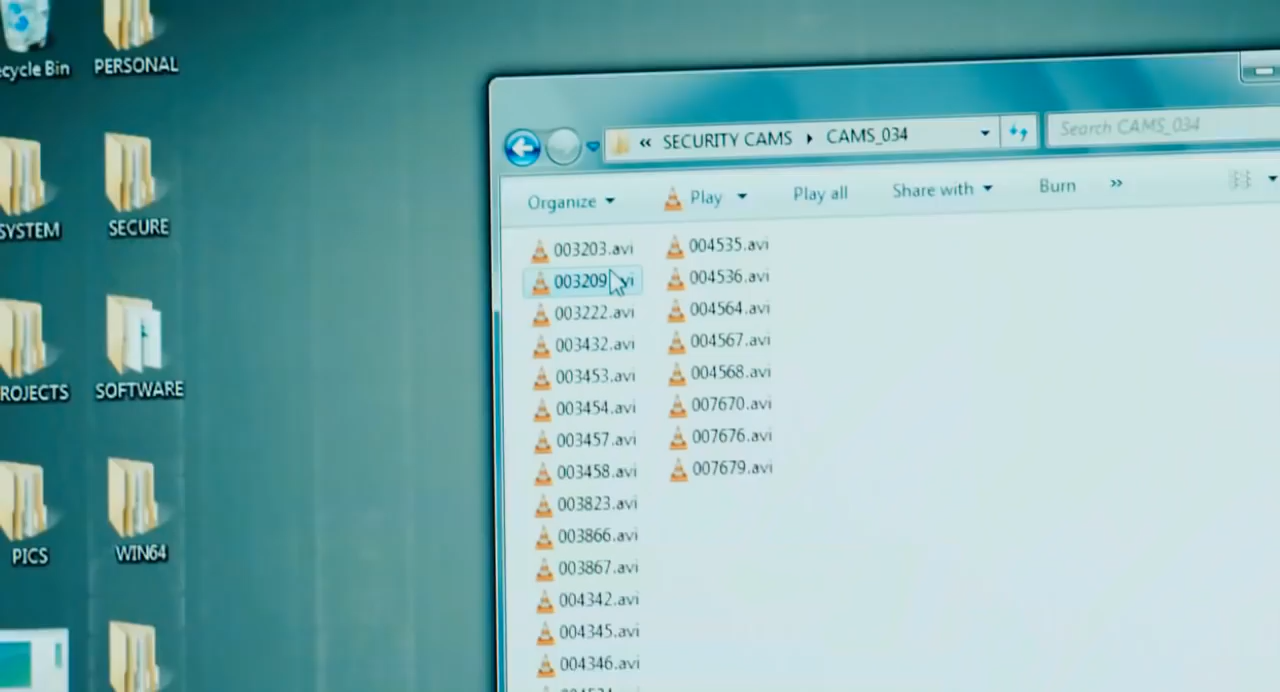 cycle Bin
PERSONAL
SYSTEM
SECURE
ROJECTS
SOFTWARE
PICS
WIN64
« SECURITY CAMS CAMS_034
Search CAMS_034
Organize Play Play all Share with Burn »
003203.avi
003209 vi
003222.avi
003432.avi
003453.avi
003454.avi
003457.avi
003458.avi
003823.avi
003866.avi
003867.avi
004342.avi
004345.avi
004346.avi
004535.avi
004536.avi
004564.avi
004567.avi
004568.avi
007670.avi
007676.avi
007679.avi